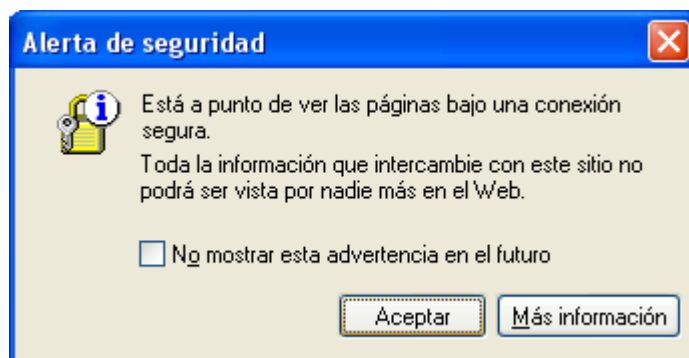 Alerta de seguridad
Está a punto de ver las páginas bajo una conexión
segura.
Toda la información que intercambie con este sitio no
podrá ser vista por nadie más en el Web.
No mostrar esta advertencia en el futuro
Aceptar
Más información